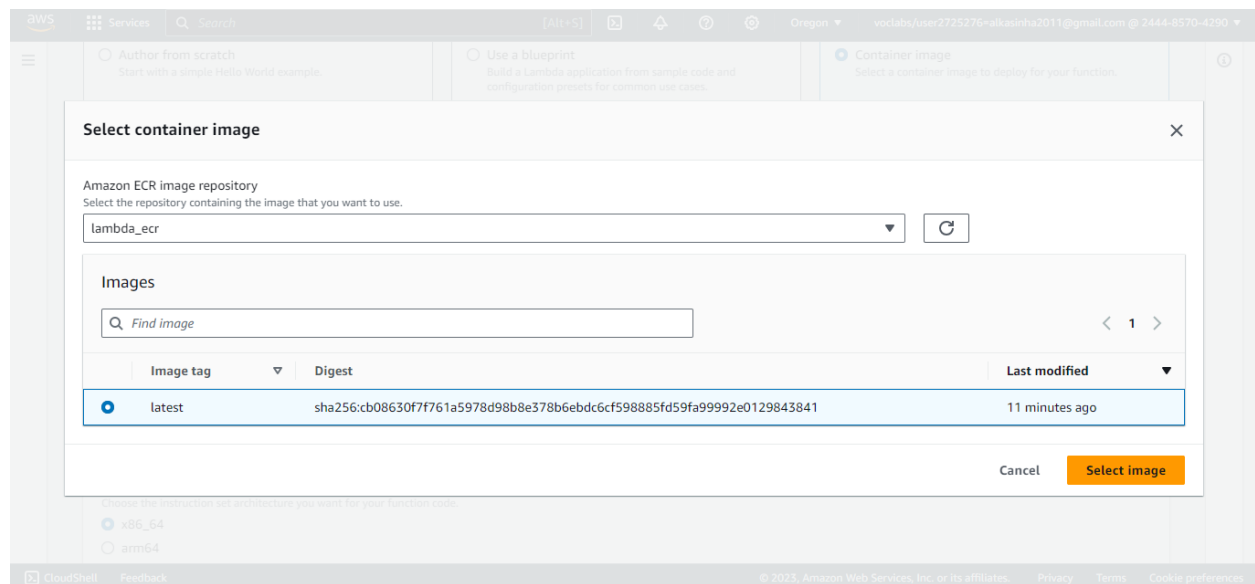 aws Services Search [Alt+S] Oregon voclabs/user2725776=alkasinha2011@gmail.com @ 2444-8570-4290
Author from scratch
Start with a simple Hello World example.
Use a blueprint
Build a Lambda application from sample code and
configuration presets for common use cases.
Container image
Select a container image to deploy for your function.
Select container image
Amazon ECR image repository
Select the repository containing the image that you want to use.
lambda_ecr
Images
Find image
1
Image tag Digest Last modified
latest sha256:cb08630f7f761a5978d98b8e378b6ebdc6cf598885fd59fa99992e0129843841 11 minutes ago
Cancel Select image
Choose the instruction set architecture you want for your function code.
x86_64
arm64
CloudShell Feedback © 2023, Amazon Web Services, Inc. or its affiliates. Privacy Terms Cookie preferences